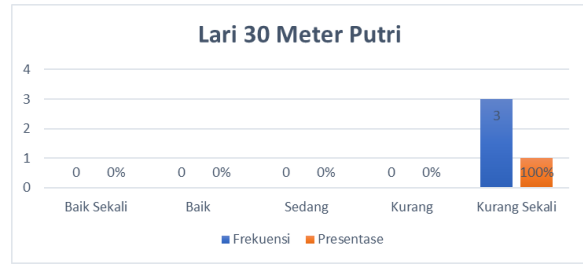 Lari 30 Meter Putri
4
3
2
1
0
0 0% 0 0% 0 0% 0 0% 3 100%
Baik Sekali Baik Sedang Kurang Kurang Sekali
Frekuensi Presentase